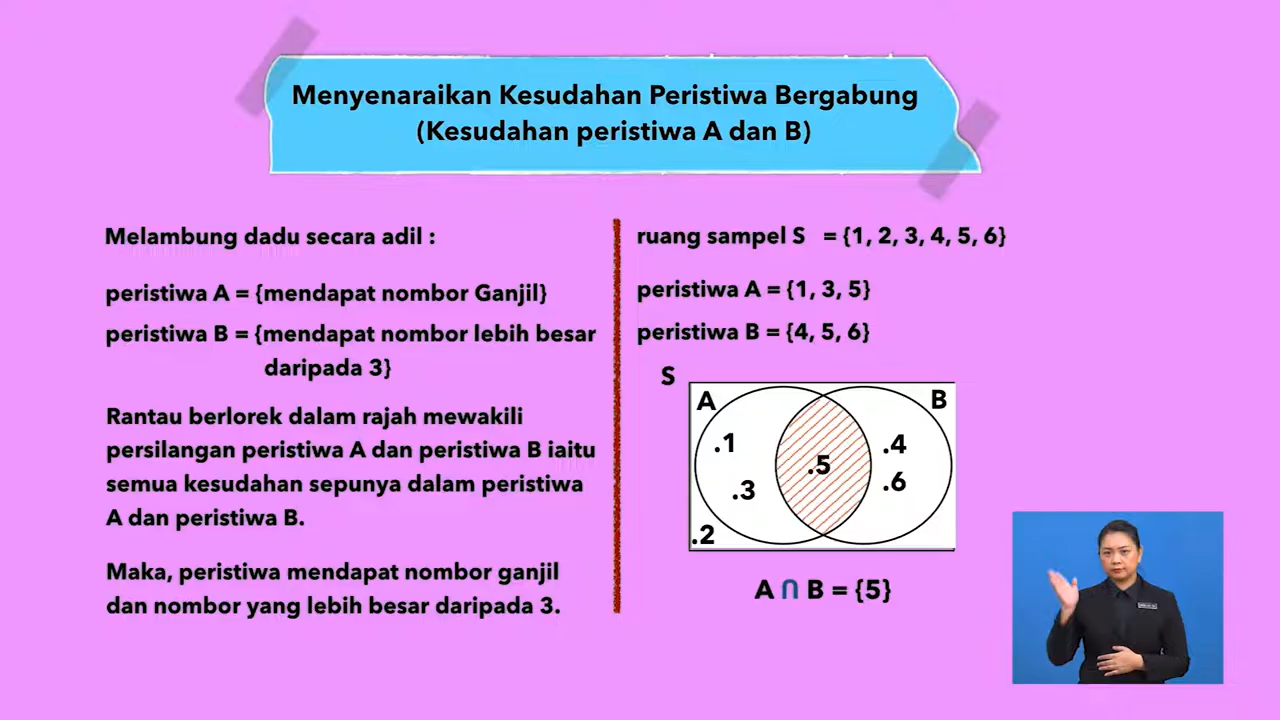 Menyenaraikan Kesudahan Peristiwa Bergabung
(Kesudahan peristiwa A dan B)
Melambung dadu secara adil :
peristiwa A = {mendapat nombor Ganjil}
peristiwa B = {mendapat nombor lebih besar
daripada 3}
Rantau berlorek dalam rajah mewakili
persilangan peristiwa A dan peristiwa B iaitu
semua kesudahan sepunya dalam peristiwa
A dan peristiwa B.
Maka, peristiwa mendapat nombor ganjil
dan nombor yang lebih besar daripada 3.
ruang sampel S = {1, 2, 3, 4, 5, 6}
peristiwa A = {1, 3, 5}
peristiwa B = {4, 5, 6}
S
A B
.1 .4
.5
.3 .6
.2
A ∩ B = {5}